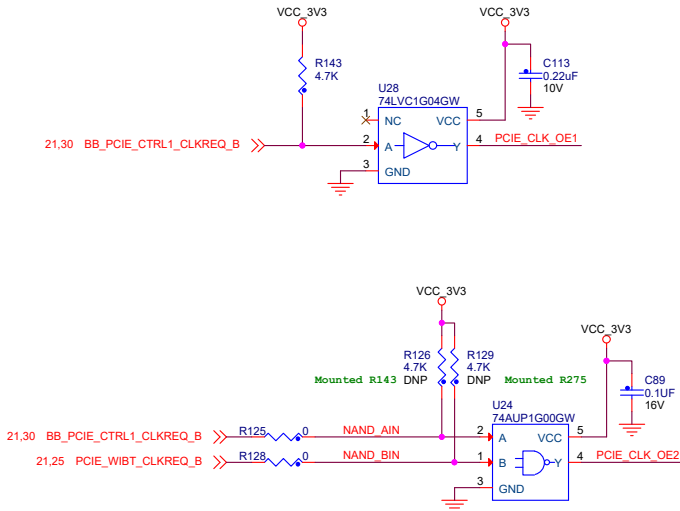 VCC_3V3
VCC_3V3
R143
4.7K
C113
0.22uF
10V
U28
74LVC1G04GW
1
NC
VCC
5
21,30 BB_PCIE_CTRL1_CLKREQ_B
2
A
Y
4
PCIE_CLK_OE1
3
GND
VCC_3V3
VCC_3V3
R126
4.7K
DNP
R129
4.7K
DNP
Mounted R143
Mounted R275
C89
0.1UF
16V
U24
74AUP1G00GW
21,30 BB_PCIE_CTRL1_CLKREQ_B
R125
0
NAND_AIN
2
A
VCC
5
21,25 PCIE_WIBT_CLKREQ_B
R128
0
NAND_BIN
1
B
Y
4
PCIE_CLK_OE2
3
GND